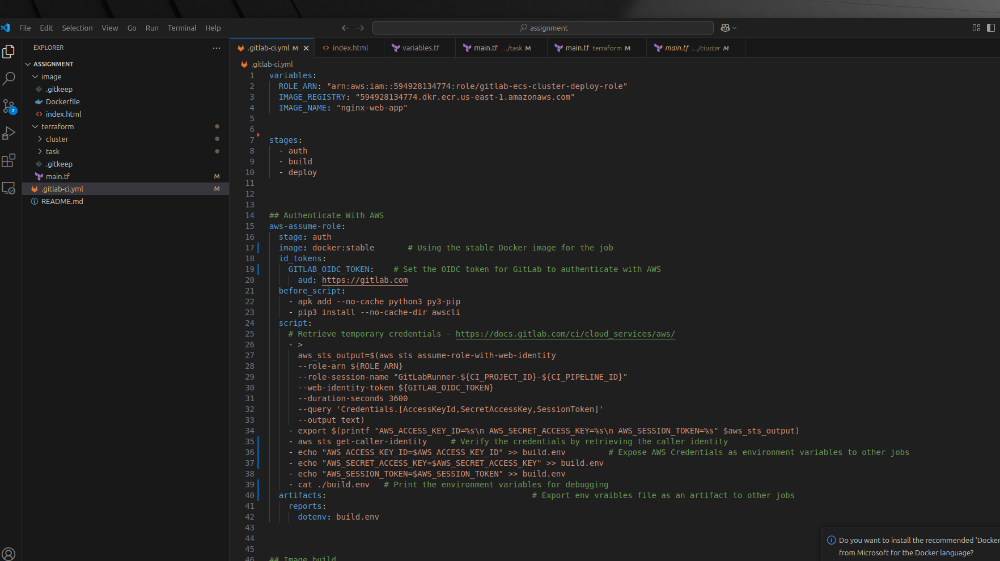 File Edit Selection View Go Run Terminal Help
assignment
EXPLORER
ASSIGNMENT
image
.gitkeep
Dockerfile
index.html
terraform
cluster
task
.gitkeep
main.tf M
.gitlab-ci.yml M
README.md
7
.gitlab-ci.yml M
index.html
variables.tf
main.tf .../task M
main.tf terraform M
main.tf .../cluster M
.gitlab-ci.yml
1 variables:
2 ROLE_ARN: "arn:aws:iam::594928134774:role/gitlab-ecs-cluster-deploy-role"
3 IMAGE_REGISTRY: "594928134774.dkr.ecr.us-east-1.amazonaws.com"
4 IMAGE_NAME: "nginx-web-app"
5
6
7 stages:
8 - auth
9 - build
10 - deploy
11
12
13
14 ## Authenticate With AWS
15 aws-assume-role:
16 stage: auth
17 image: docker:stable # Using the stable Docker image for the job
18 id_tokens:
19 GITLAB_OIDC_TOKEN: # Set the OIDC token for GitLab to authenticate with AWS
20 aud: https://gitlab.com
21 before_script:
22 - apk add --no-cache python3 py3-pip
23 - pip3 install --no-cache-dir awscli
24 script:
25 # Retrieve temporary credentials - https://docs.gitlab.com/ci/cloud_services/aws/
26 - >
27 aws_sts_output=$(aws sts assume-role-with-web-identity
28 --role-arn ${ROLE_ARN}
29 --role-session-name "GitLabRunner-${CI_PROJECT_ID}-${CI_PIPELINE_ID}"
30 --web-identity-token ${GITLAB_OIDC_TOKEN}
31 --duration-seconds 3600
32 --query 'Credentials.[AccessKeyId,SecretAccessKey,SessionToken]'
33 --output text)
34 - export $(printf "AWS_ACCESS_KEY_ID=%s\n AWS_SECRET_ACCESS_KEY=%s\n AWS_SESSION_TOKEN=%s" $aws_sts_output)
35 - aws sts get-caller-identity # Verify the credentials by retrieving the caller identity
36 - echo "AWS_ACCESS_KEY_ID=$AWS_ACCESS_KEY_ID" >> build.env # Expose AWS Credentials as environment variables to other jobs
37 - echo "AWS_SECRET_ACCESS_KEY=$AWS_SECRET_ACCESS_KEY" >> build.env
38 - echo "AWS_SESSION_TOKEN=$AWS_SESSION_TOKEN" >> build.env
39 - cat ./build.env # Print the environment variables for debugging
40 artifacts: # Export env vraibles file as an artifact to other jobs
41 reports:
42 dotenv: build.env
43
44
45
46 ## Image build
Do you want to install the recommended 'Docker
from Microsoft for the Docker language?